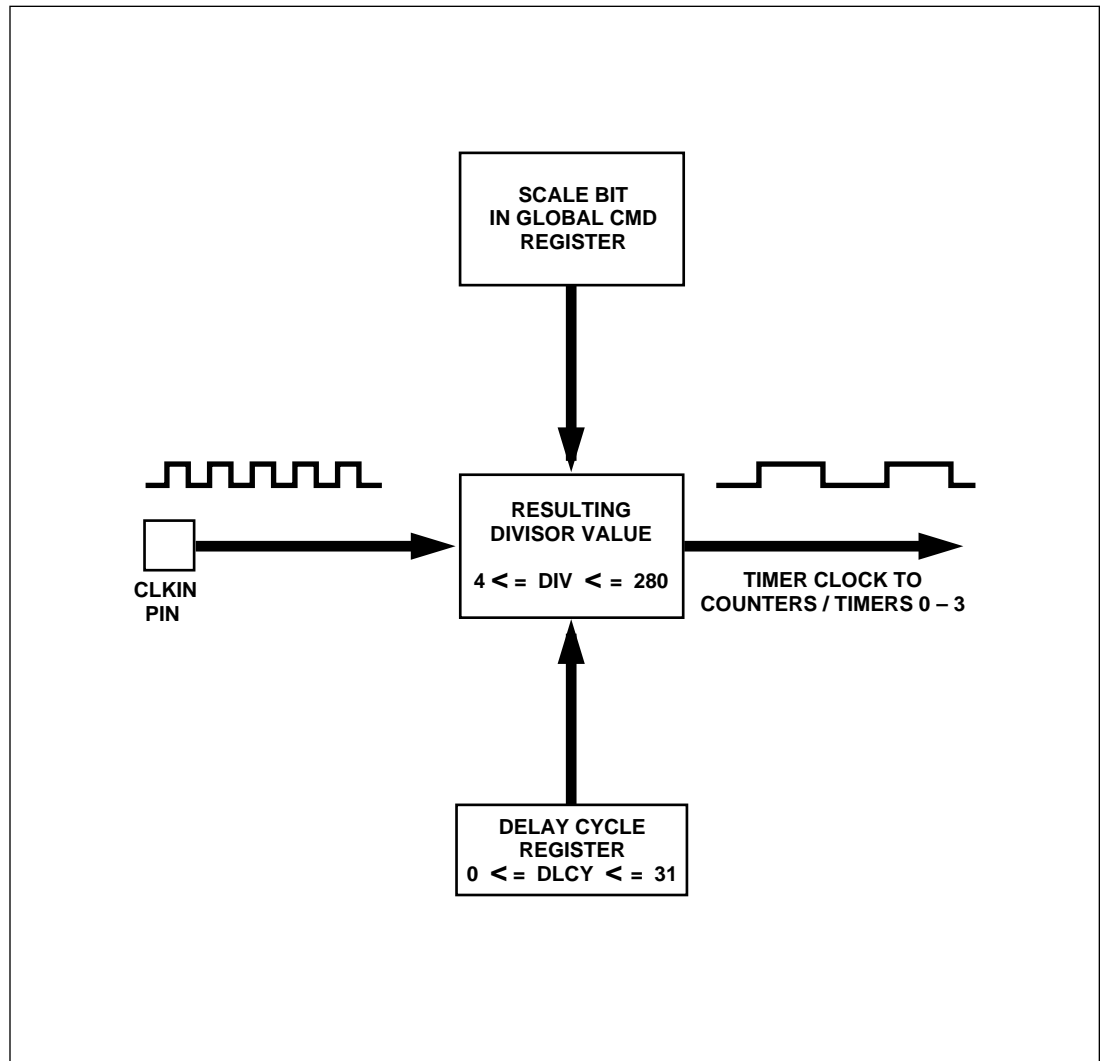 SCALE BIT
IN GLOBAL CMD
REGISTER
RESULTING
DIVISOR VALUE
4 < = DIV < = 280
CLKIN
PIN
TIMER CLOCK TO
COUNTERS / TIMERS 0 – 3
DELAY CYCLE
REGISTER
0 < = DLCY < = 31